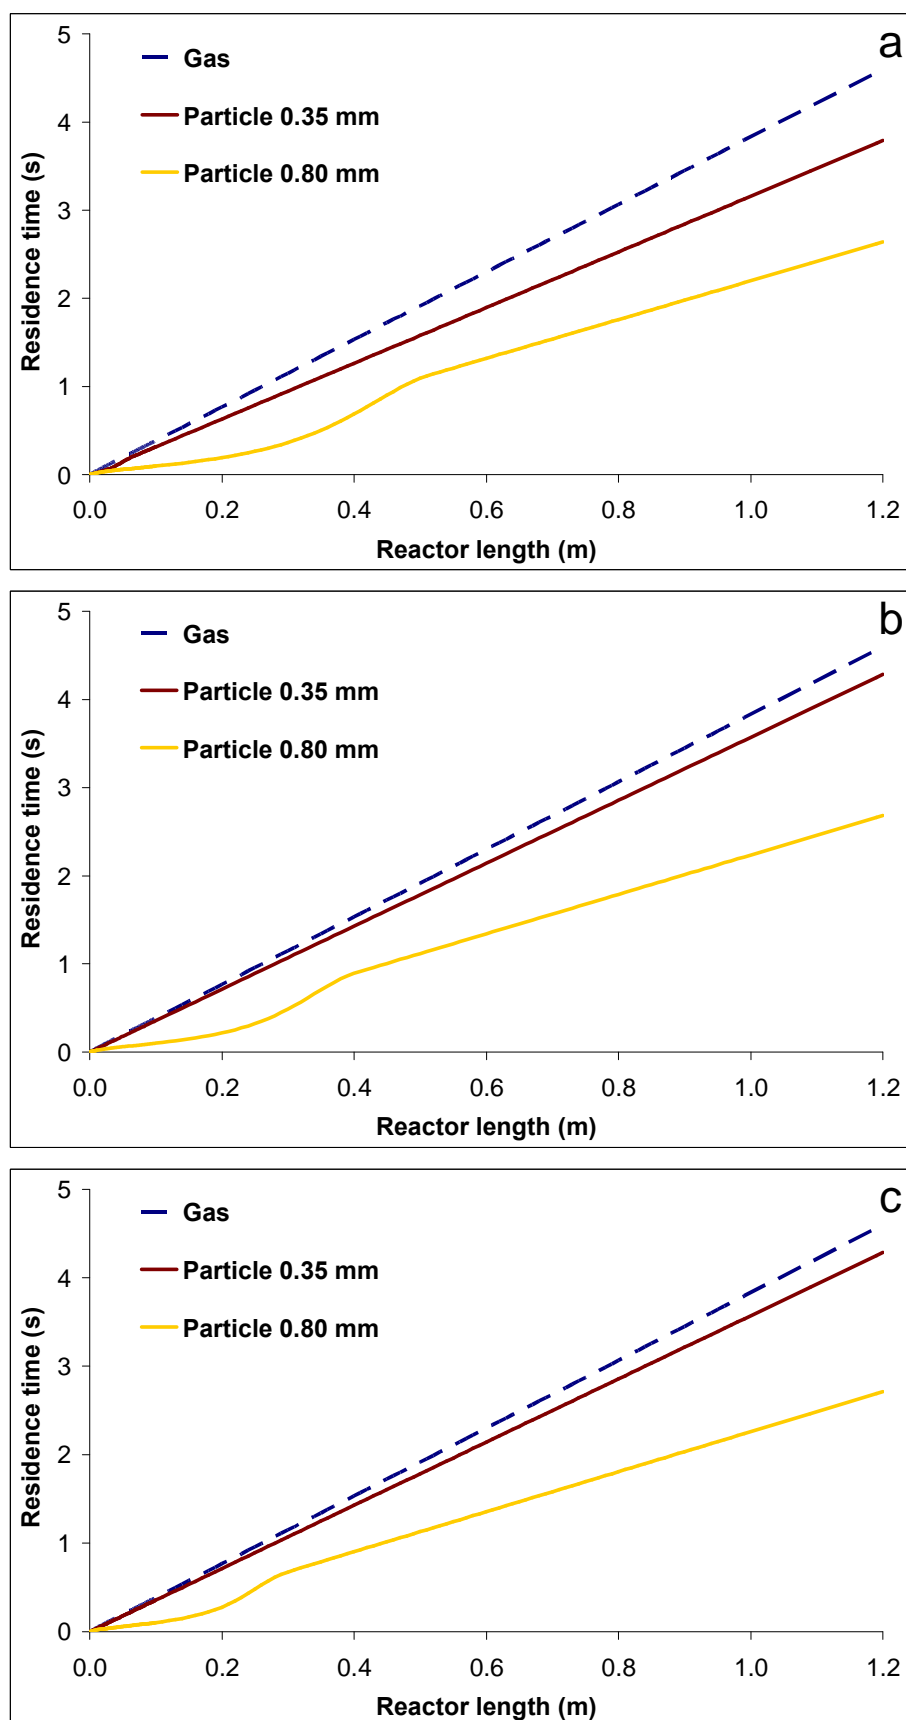 a
5
4
3
2
1
0
Residence time (s)
Gas
Particle 0.35 mm
Particle 0.80 mm
0.0 0.2 0.4 0.6 0.8 1.0 1.2
Reactor length (m)
b
5
4
3
2
1
0
Residence time (s)
Gas
Particle 0.35 mm
Particle 0.80 mm
0.0 0.2 0.4 0.6 0.8 1.0 1.2
Reactor length (m)
c
5
4
3
2
1
0
Residence time (s)
Gas
Particle 0.35 mm
Particle 0.80 mm
0.0 0.2 0.4 0.6 0.8 1.0 1.2
Reactor length (m)